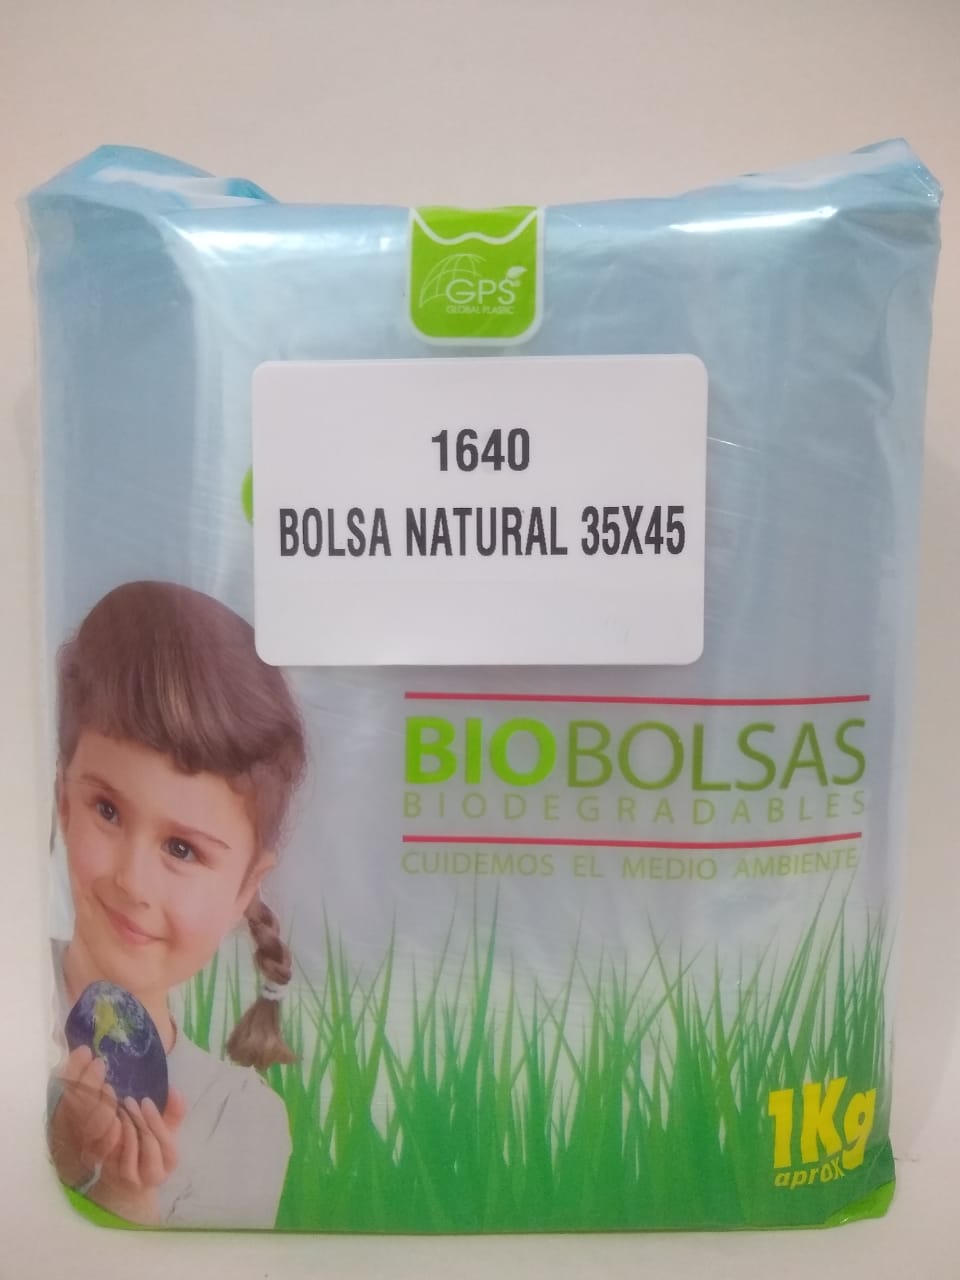 GPS
GLOBAL PLASTIC
1640
BOLSA NATURAL 35X45
BIOBOLSAS
BIODEGRADABLES
CUIDEMOS EL MEDIO AMBIENTE
1Kg
aprox